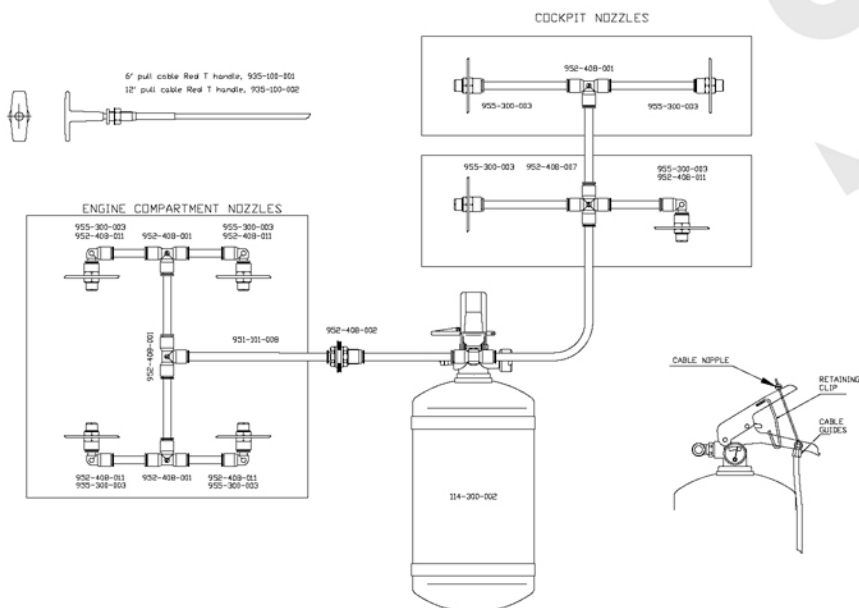 COCKPIT NOZZLES
6' pull cable Red T handle, 935-100-001
12' pull cable Red T handle, 935-100-002
952-408-001
955-300-003
955-300-003
955-300-003
952-408-007
955-300-003
952-408-011
ENGINE COMPARTMENT NOZZLES
955-300-003
952-408-011
952-408-001
955-300-003
952-408-011
952-408-001
951-101-008
952-408-002
952-408-011
955-300-003
952-408-001
952-408-011
955-300-003
114-300-002
CABLE NIPPLE
RETAINING
CLIP
CABLE
GUIDES